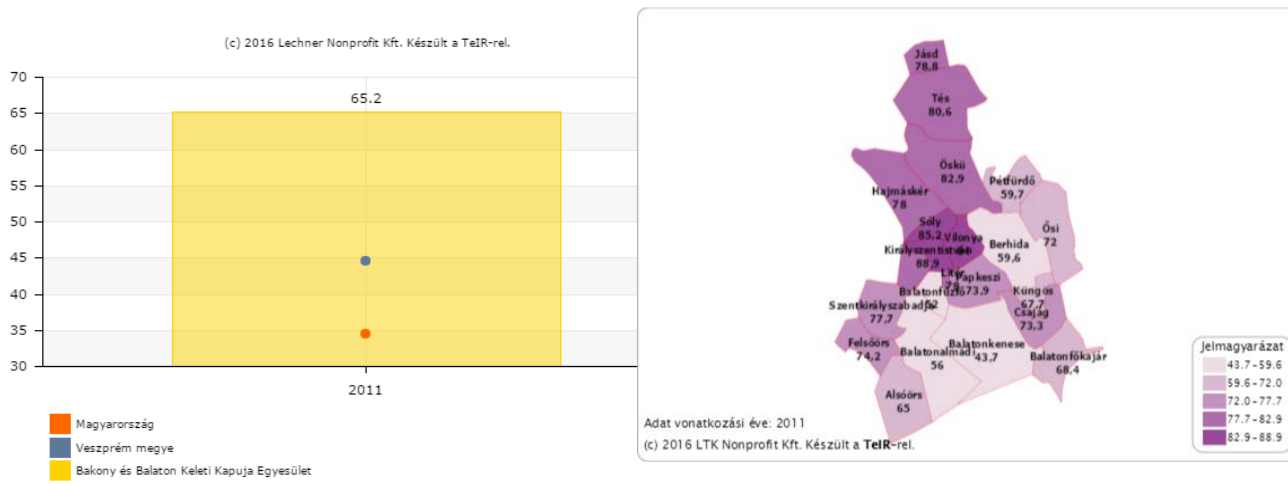 (c) 2016 Lechner Nonprofit Kft. Készült a TeIR-rel.
70
65
60
55
50
45
40
35
30
65.2
2011
Magyarország
Veszprém megye
Bakony és Balaton Keleti Kapuja Egyesület
Jásd
78,8
Tés
80,6
Öskü
82,9
Pétfürdő
59,7
Hajmáskér
78
Ősi
72
Sóly
85,2
Vilonya
Berhida
59,6
Királyszentistván
88,9
Litér
78
Papkeszi
73,9
Balatonfűzfő
52
Küngös
67,7
Szentkirályszabadja
77,7
Csajág
73,3
Felsőörs
74,2
Balatonalmádi
56
Balatonkenese
43,7
Balatonfőkajár
68,4
Alsóörs
65
Jelmagyarázat
43.7-59.6
59.6-72.0
72.0-77.7
77.7-82.9
82.9-88.9
Adat vonatkozási éve: 2011
(c) 2016 LTK Nonprofit Kft. Készült a TeIR-rel.